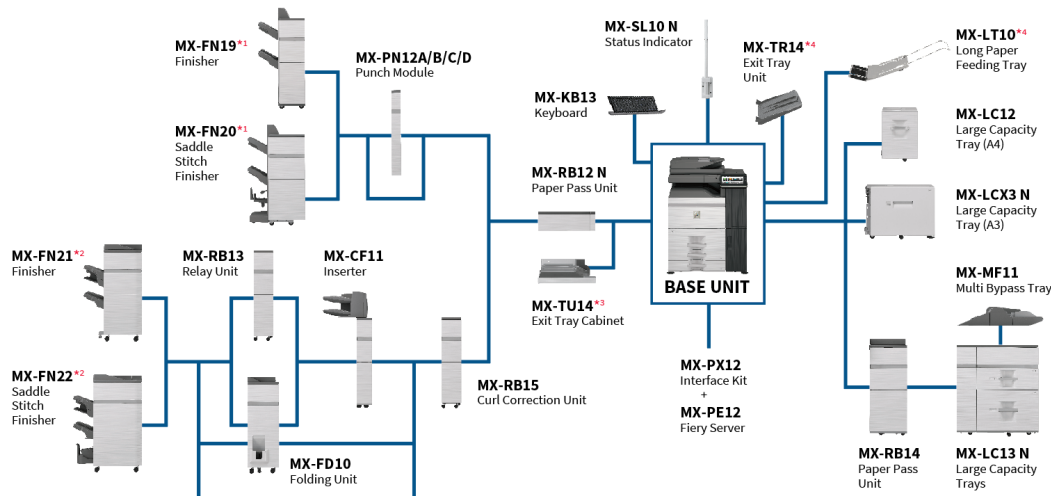 MX-FN19*1
Finisher
MX-PN12A/B/C/D
Punch Module
MX-FN20*1
Saddle
Stitch
Finisher
MX-SL10 N
Status Indicator
MX-KB13
Keyboard
MX-TR14*4
Exit Tray
Unit
MX-LT10*4
Long Paper
Feeding Tray
MX-LC12
Large Capacity
Tray (A4)
MX-LCX3 N
Large Capacity
Tray (A3)
MX-RB12 N
Paper Pass Unit
BASE UNIT
MX-TU14*3
Exit Tray Cabinet
MX-FN21*2
Finisher
MX-RB13
Relay Unit
MX-CF11
Inserter
MX-FN22*2
Saddle
Stitch
Finisher
MX-FD10
Folding Unit
MX-RB15
Curl Correction Unit
MX-PX12
Interface Kit
+
MX-PE12
Fiery Server
MX-MF11
Multi Bypass Tray
MX-RB14
Paper Pass
Unit
MX-LC13 N
Large Capacity
Trays